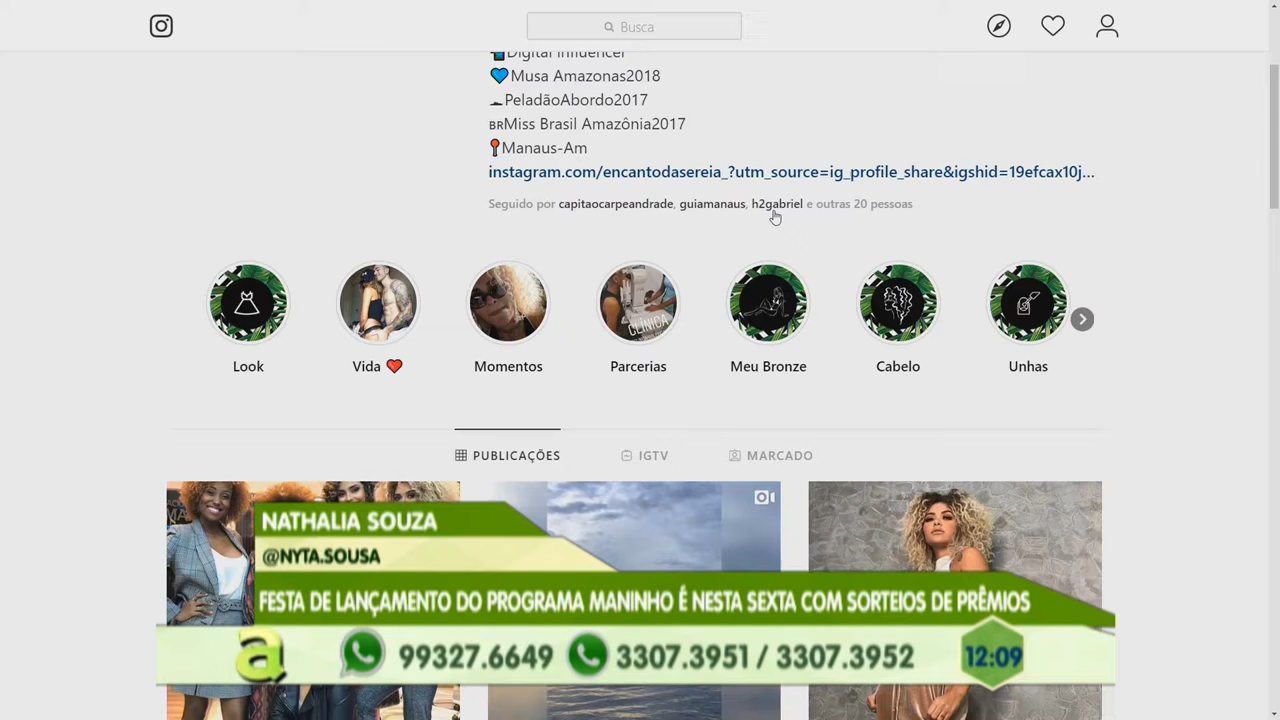 Busca
Digital Influencer
Musa Amazonas2018
PeladãoAbordo2017
BRMiss Brasil Amazônia2017
Manaus-Am
instagram.com/encantodasereia_?utm_source=ig_profile_share&igshid=19efcax10j...
Seguido por capitaocarpeandrade, guiamanaus, h2gabriel e outras 20 pessoas
CLÍNICA
Look
Vida
Momentos
Parcerias
Meu Bronze
Cabelo
Unhas
PUBLICAÇÕES
IGTV
MARCADO
NATHALIA SOUZA
@NYTA.SOUSA
FESTA DE LANÇAMENTO DO PROGRAMA MANINHO É NESTA SEXTA COM SORTEIOS DE PRÊMIOS
a
99327.6649
3307.3951 / 3307.3952
12:09